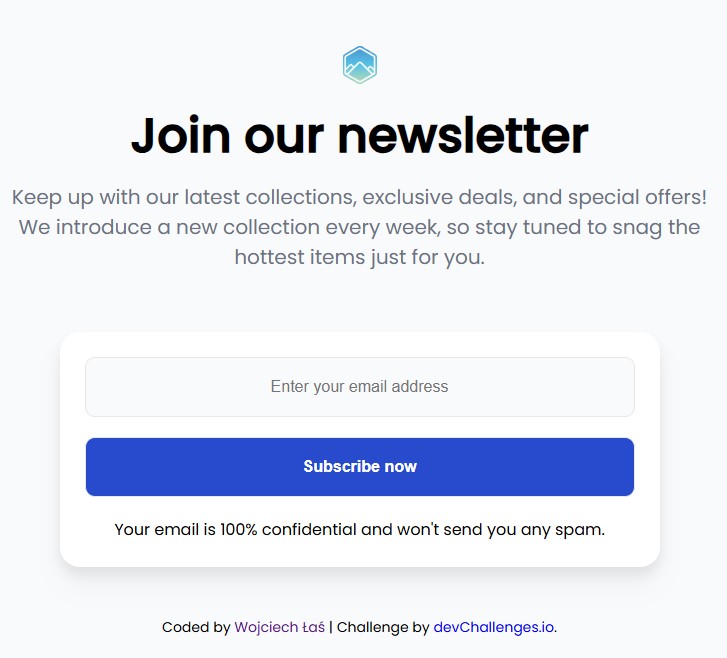 Join our newsletter
Keep up with our latest collections, exclusive deals, and special offers!
We introduce a new collection every week, so stay tuned to snag the
hottest items just for you.
Enter your email address
Subscribe now
Your email is 100% confidential and won't send you any spam.
Coded by Wojciech Łaś | Challenge by devChallenges.io.